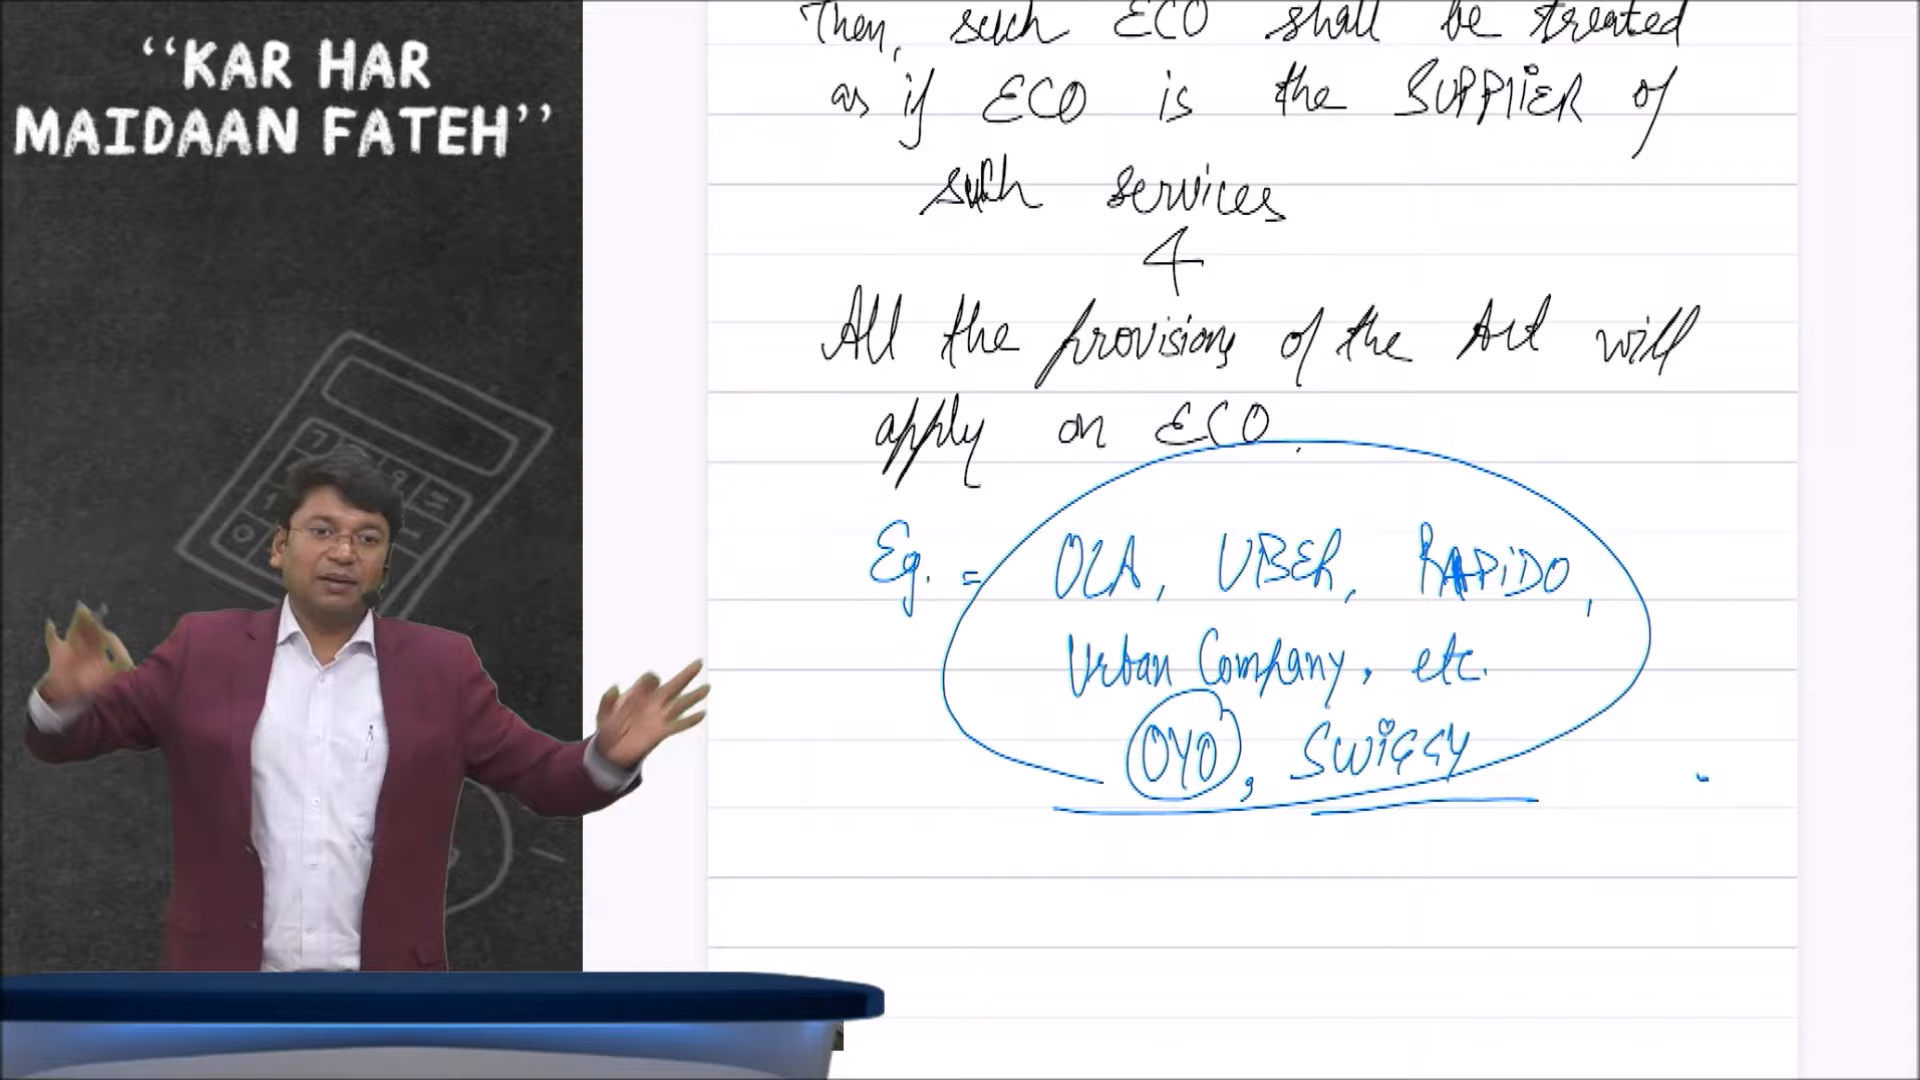 “KAR HAR
MAIDAAN FATEH”
Then, such ECO shall be treated
as if ECO is the SUPPliER of
such services
&
All the provisions of the Act will
apply on ECO.
Eg. = OLA, UBER, RAPiDO,
Urban Company, etc.
OYO, SWiGGY